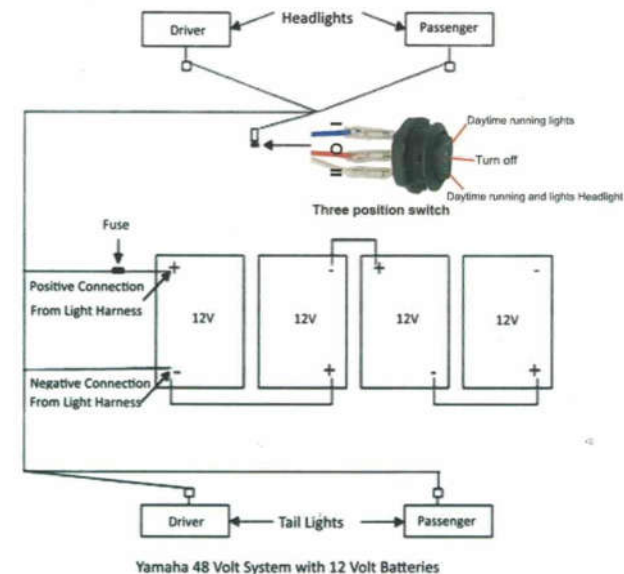 Headlights
Driver
Passenger
I
O
II
Daytime running lights
Turn off
Daytime running and lights Headlight
Three position switch
Fuse
+
-
+
-
Positive Connection
From Light Harness
12V
12V
12V
12V
Negative Connection
From Light Harness
-
+
-
+
Driver
Tail Lights
Passenger
Yamaha 48 Volt System with 12 Volt Batteries